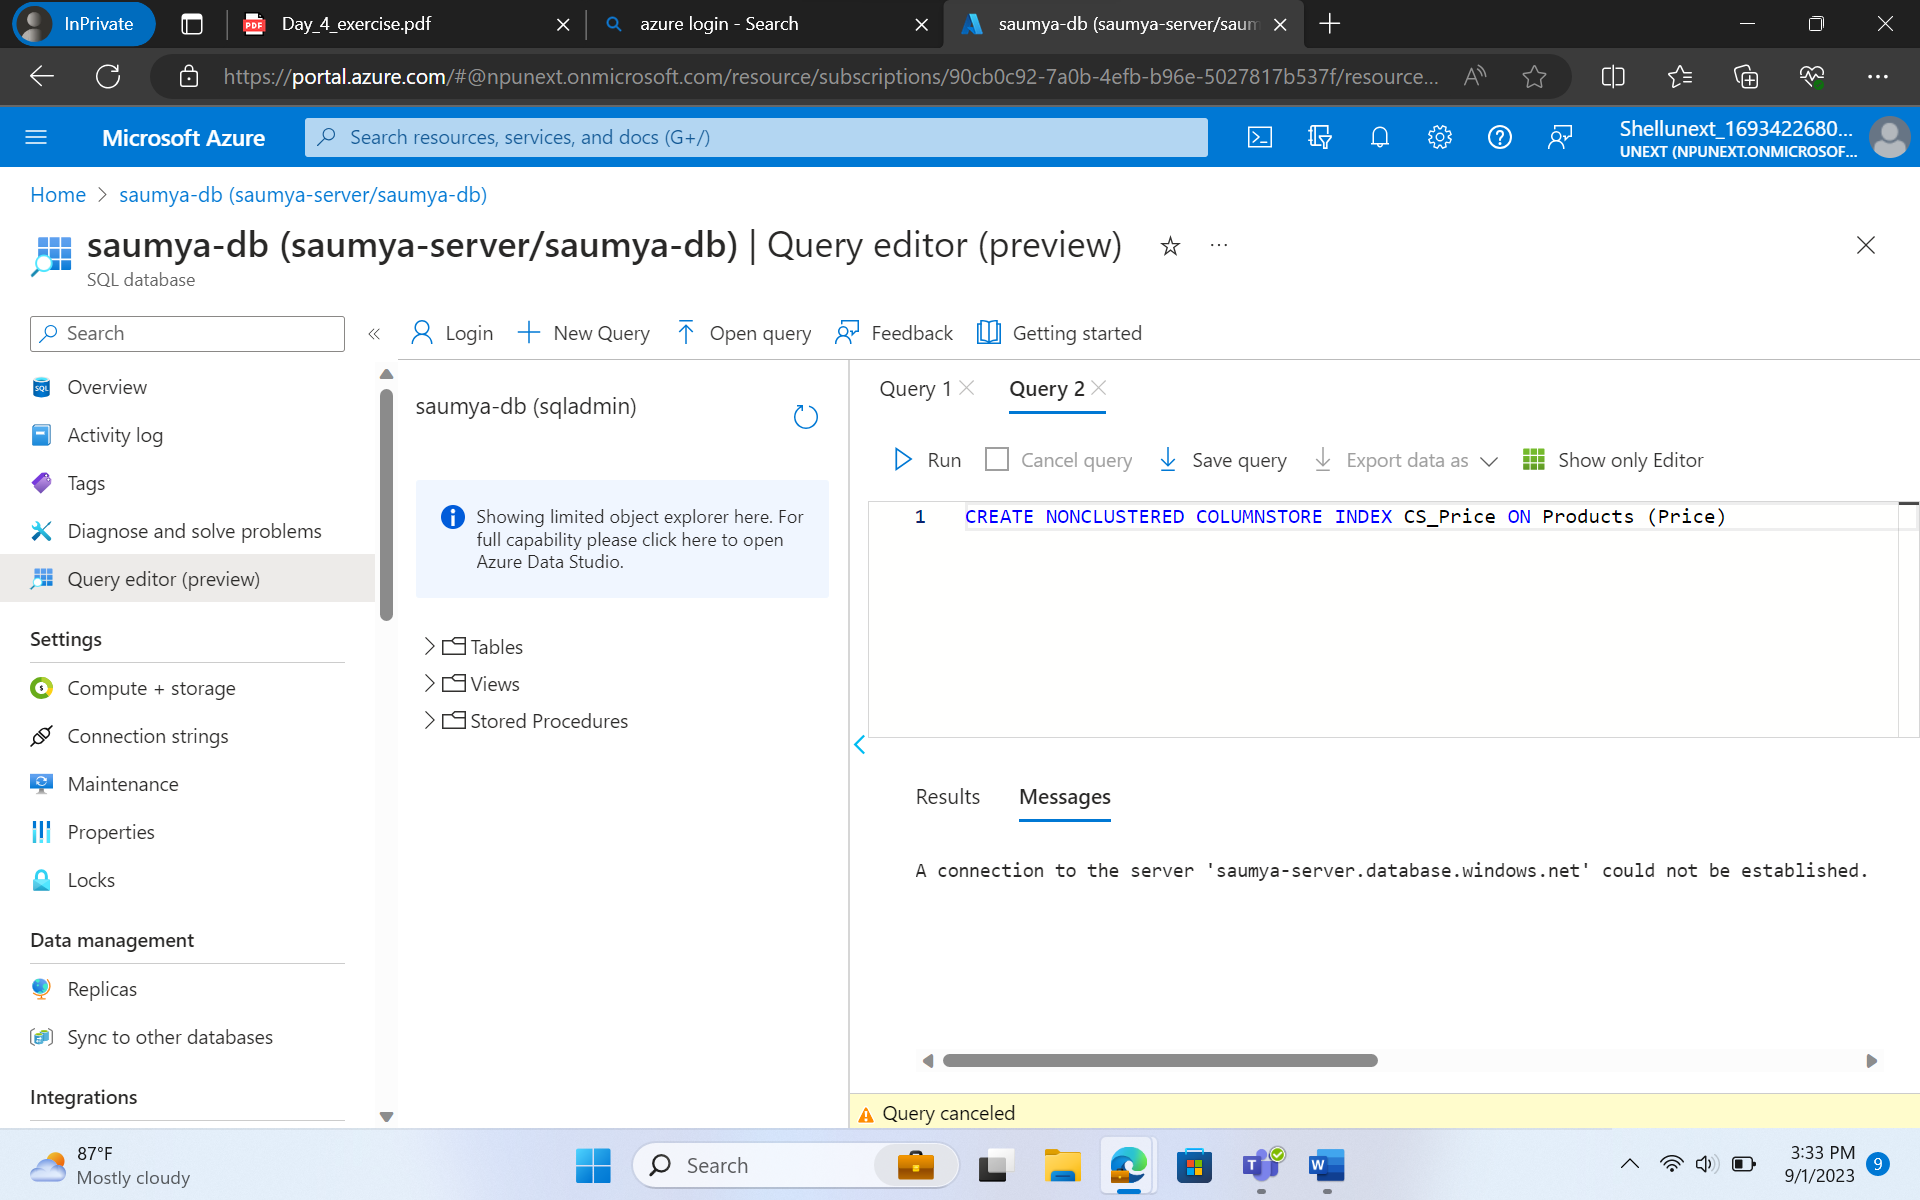 InPrivate
Day_4_exercise.pdf
azure login - Search
saumya-db (saumya-server/saum
https://portal.azure.com/#@npunext.onmicrosoft.com/resource/subscriptions/90cb0c92-7a0b-4efb-b96e-5027817b537f/resource...
Microsoft Azure
Search resources, services, and docs (G+/)
Shellunext_1693422680...
UNEXT (NPUNEXT.ONMICROSOF...
Home > saumya-db (saumya-server/saumya-db)
saumya-db (saumya-server/saumya-db) | Query editor (preview)
SQL database
Search
Overview
Activity log
Tags
Diagnose and solve problems
Query editor (preview)
Settings
Compute + storage
Connection strings
Maintenance
Properties
Locks
Data management
Replicas
Sync to other databases
Integrations
Login
New Query
Open query
Feedback
Getting started
saumya-db (sqladmin)
Showing limited object explorer here. For
full capability please click here to open
Azure Data Studio.
Tables
Views
Stored Procedures
Query 1
Query 2
Run
Cancel query
Save query
Export data as
Show only Editor
1 CREATE NONCLUSTERED COLUMNSTORE INDEX CS_Price ON Products (Price)
Results
Messages
A connection to the server 'saumya-server.database.windows.net' could not be established.
Query canceled
87°F
Mostly cloudy
Search
3:33 PM
9/1/2023
9